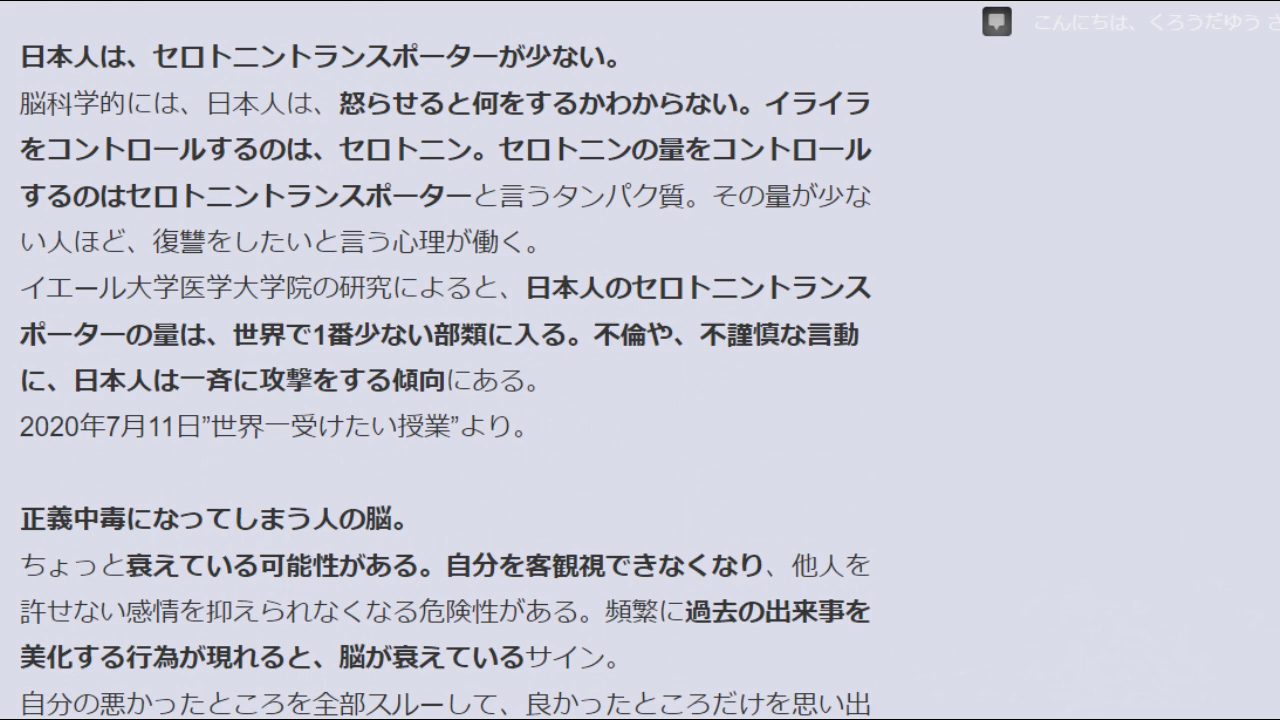 こんにちは、くろうだゆう さ
日本人は、セロトニントランスポーターが少ない。
脳科学的には、日本人は、怒らせると何をするかわからない。イライラ
をコントロールするのは、セロトニン。セロトニンの量をコントロール
するのはセロトニントランスポーターと言うタンパク質。その量が少な
い人ほど、復讐をしたいと言う心理が働く。
イエール大学医学大学院の研究によると、日本人のセロトニントランス
ポーターの量は、世界で1番少ない部類に入る。不倫や、不謹慎な言動
に、日本人は一斉に攻撃をする傾向にある。
2020年7月11日”世界一受けたい授業”より。
正義中毒になってしまう人の脳。
ちょっと衰えている可能性がある。自分を客観視できなくなり、他人を
許せない感情を抑えられなくなる危険性がある。頻繁に過去の出来事を
美化する行為が現れると、脳が衰えているサイン。
自分の悪かったところを全部スルーして、良かったところだけを思い出